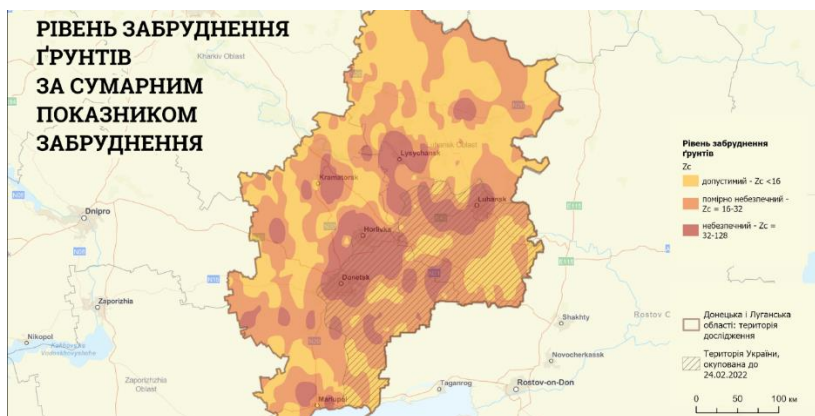 РІВЕНЬ ЗАБРУДНЕННЯ
ҐРУНТІВ
ЗА СУМАРНИМ
ПОКАЗНИКОМ
ЗАБРУДНЕННЯ
Kharkiv Oblast
Lysychansk
Kramatorsk
Luhansk
Dnipro
Horlivka
Donetsk
Zaporizhia
Nikopol
Zaporizhzhia
Oblast
Mariupol
Taganrog
Shakhty
Novocherkassk
Rostov-on-Don
Rostov O
Рівень забруднення
ґрунтів
Zc
допустимий - Zc <16
помірно небезпечний -
Zc = 16-32
небезпечний - Zc =
32-128
Донецька і Луганська
області: територія
дослідження
Територія України,
окупована до
24.02.2022
0 50 100 км